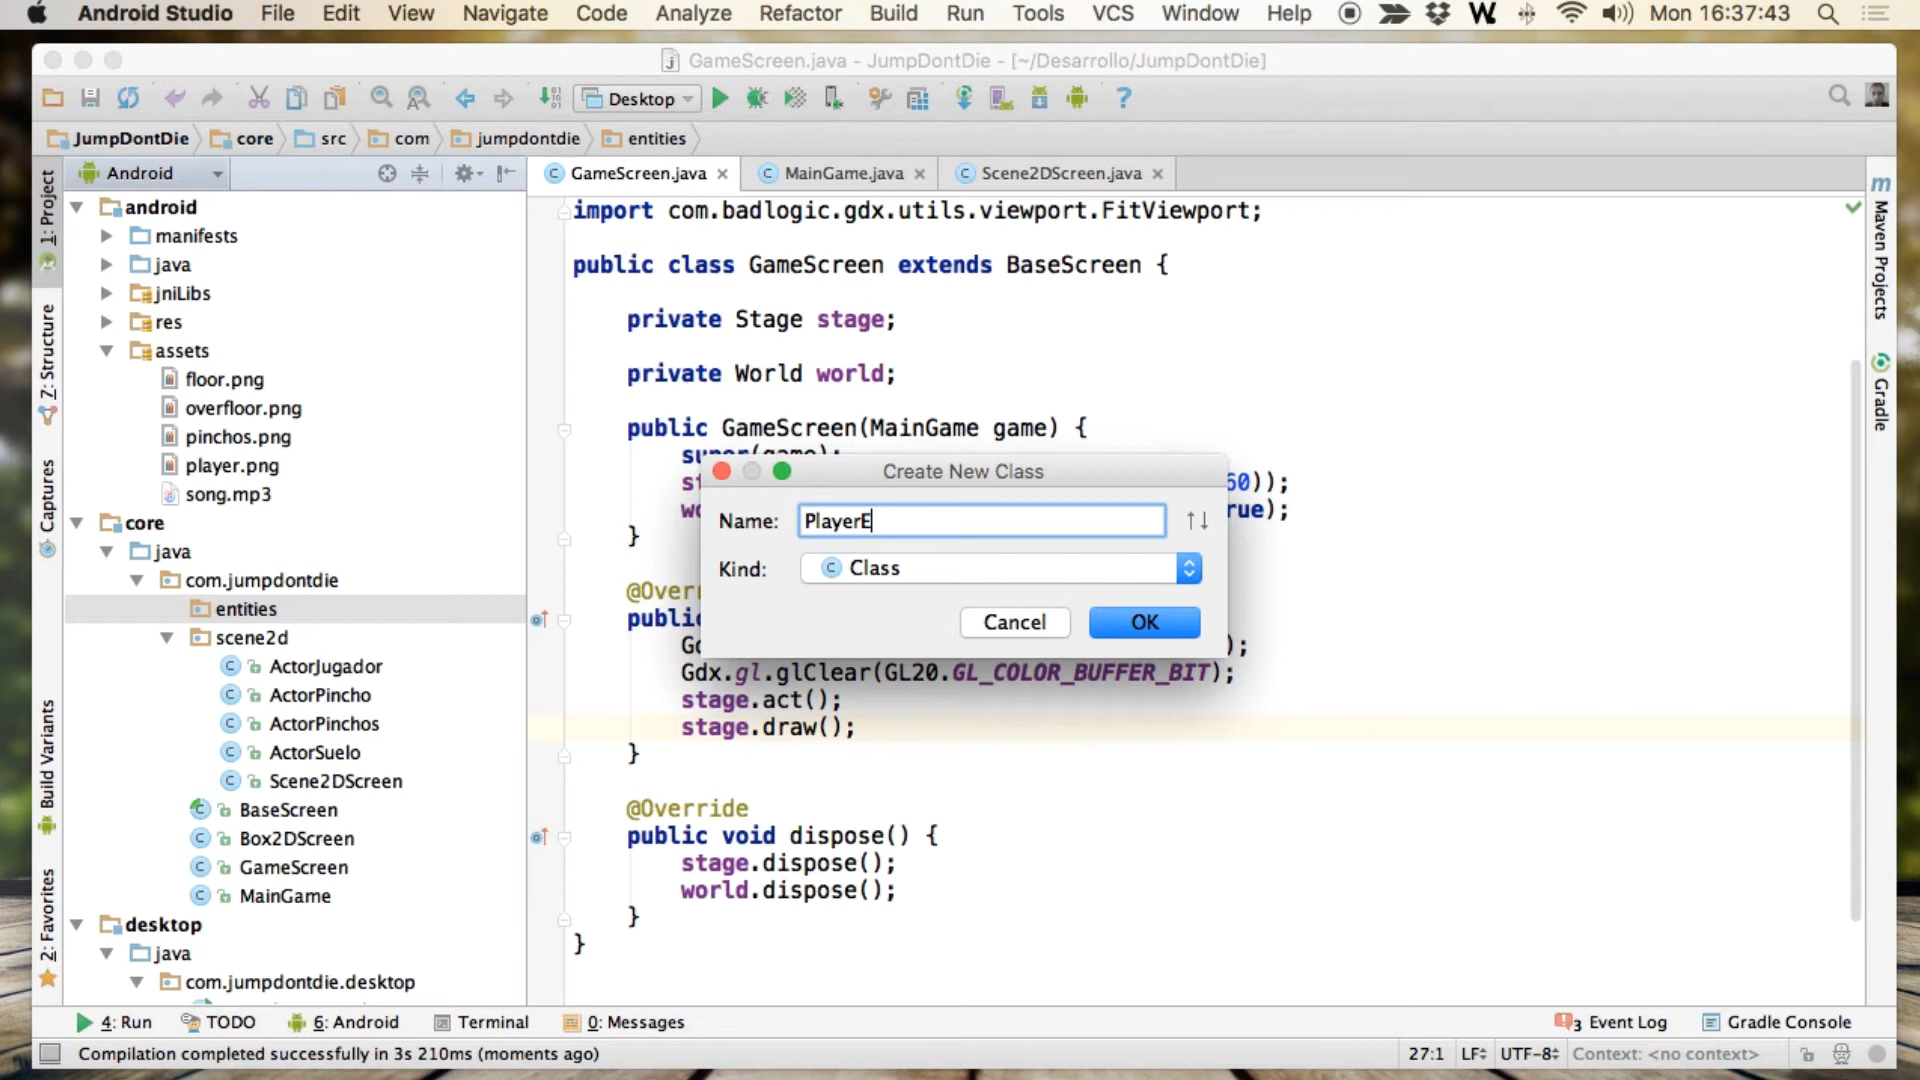 Android Studio File Edit View Navigate Code Analyze Refactor Build Run Tools VCS Window Help Mon 16:37:43
GameScreen.java - JumpDontDie - [~/Desarrollo/JumpDontDie]
Desktop
JumpDontDie core src com jumpdontdie entities
Android
GameScreen.java MainGame.java Scene2DScreen.java
1: Project
Z: Structure
Captures
Build Variants
2: Favorites
android
manifests
java
jniLibs
res
assets
floor.png
overfloor.png
pinchos.png
player.png
song.mp3
core
java
com.jumpdontdie
entities
scene2d
ActorJugador
ActorPincho
ActorPinchos
ActorSuelo
Scene2DScreen
BaseScreen
Box2DScreen
GameScreen
MainGame
desktop
java
com.jumpdontdie.desktop
import com.badlogic.gdx.utils.viewport.FitViewport;
public class GameScreen extends BaseScreen {
private Stage stage;
private World world;
public GameScreen(MainGame game) {
super(game);
st 60));
wo rue);
}
@Overr
public
Gd );
Gdx.gl.glClear(GL20.GL_COLOR_BUFFER_BIT);
stage.act();
stage.draw();
}
@Override
public void dispose() {
stage.dispose();
world.dispose();
}
}
Create New Class
Name: PlayerE
Kind: Class
Cancel OK
Maven Projects
Gradle
4: Run TODO 6: Android Terminal 0: Messages 3 Event Log Gradle Console
Compilation completed successfully in 3s 210ms (moments ago) 27:1 LF UTF-8 Context: <no context>